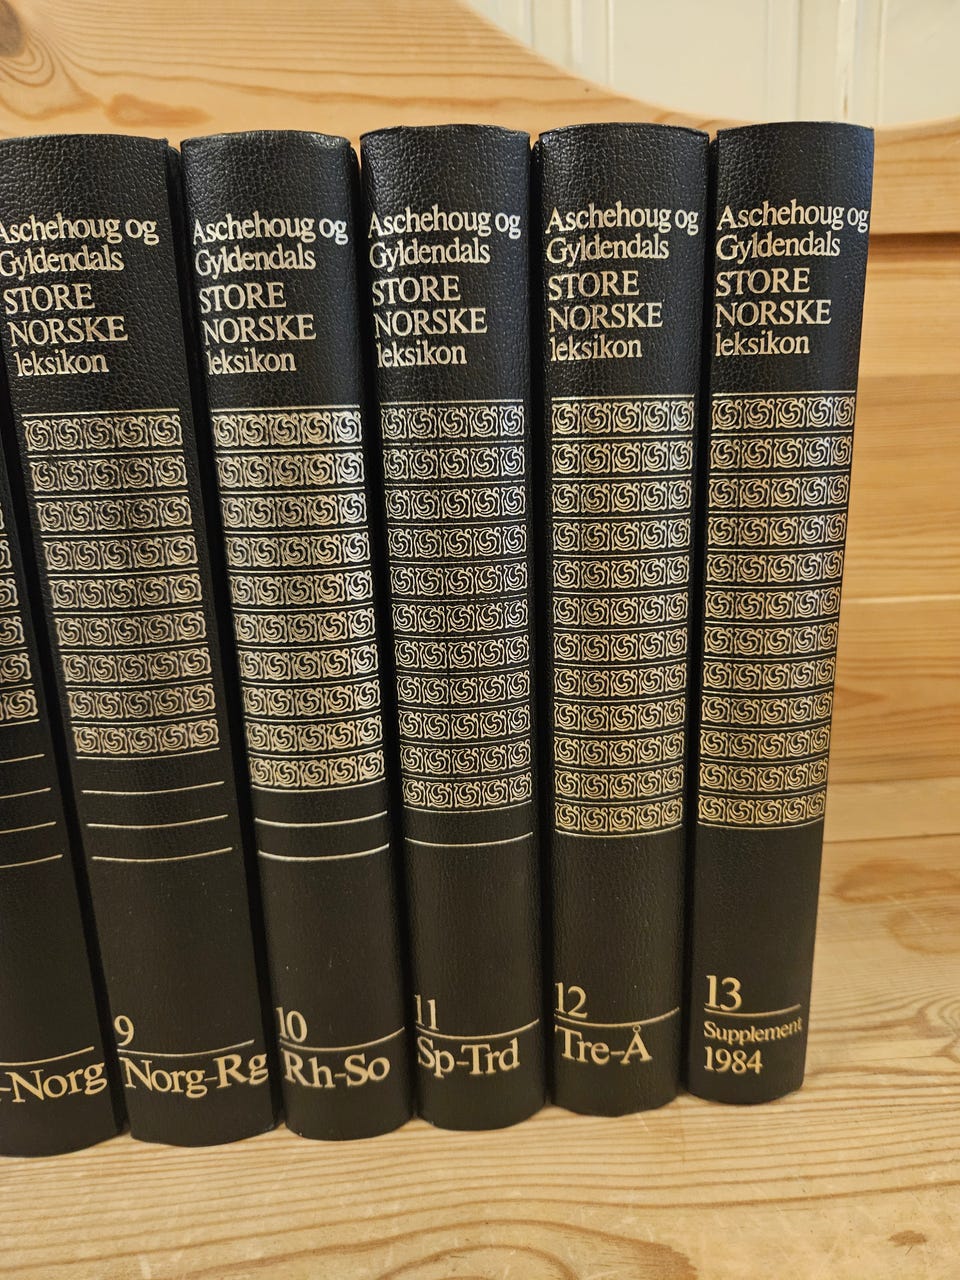 Aschehoug og
Gyldendals
STORE
NORSKE
leksikon
-Norg
Aschehoug og
Gyldendals
STORE
NORSKE
leksikon
9
Norg-Rg
Aschehoug og
Gyldendals
STORE
NORSKE
leksikon
10
Rh-So
Aschehoug og
Gyldendals
STORE
NORSKE
leksikon
11
Sp-Trd
Aschehoug og
Gyldendals
STORE
NORSKE
leksikon
12
Tre-Å
13
Supplement
1984